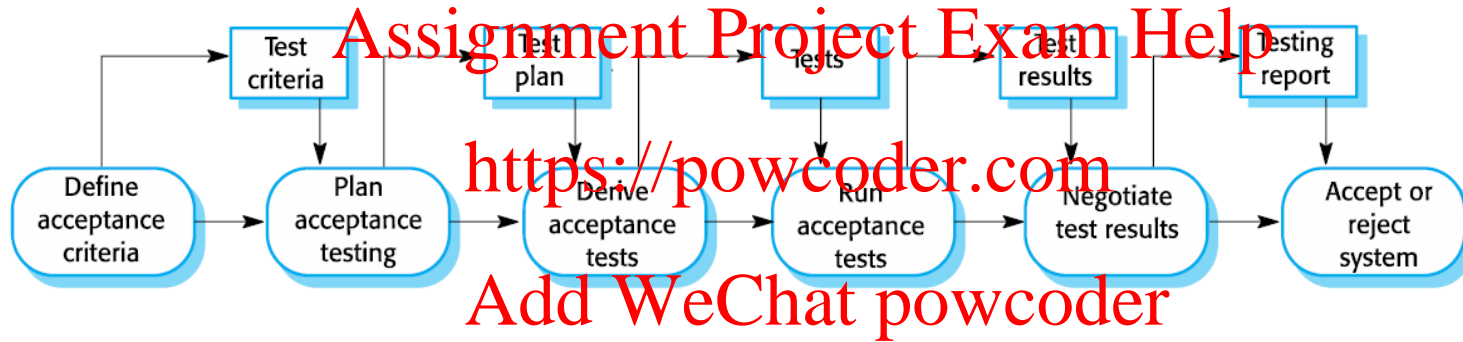 Assignment Project Exam Help
Test
criteria
Test
plan
Tests
Test
results
Testing
report
https://powcoder.com
Define
acceptance
criteria
Plan
acceptance
testing
Derive
acceptance
tests
Run
acceptance
tests
Negotiate
test results
Accept or
reject
system
Add WeChat powcoder